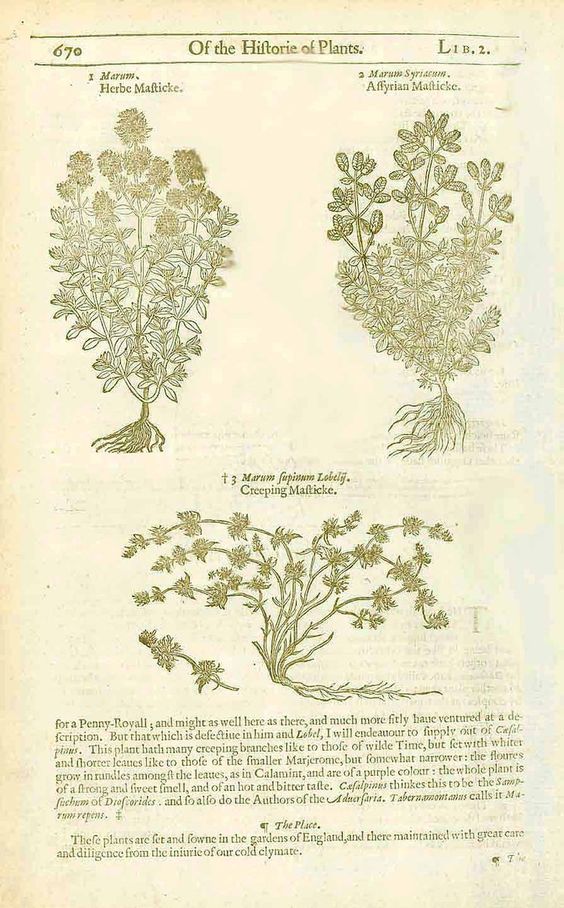 670 Of the Hiſtorie of Plants. LIB. 2.
1 Marum.
Herbe Maſticke.
2 Marum Syriacum.
Aſſyrian Maſticke.
† 3 Marum ſupinum Lobelij.
Creeping Maſticke.
for a Penny-Royall; and might as well here as there, and much more fitly haue ventured at a de-
ſcription. But that which is defectiue in him and Lobel, I will endeauour to ſupply out of Cæſal-
pinus. This plant hath many creeping branches like to thoſe of wilde Time, but ſet with whiter
and ſhorter leaues like to thoſe of the ſmaller Marjerome, but ſomewhat narrower: the floures
grow in rundles amongſt the leaues, as in Calamint, and are of a purple colour: the whole plant is
of a ſtrong and ſweet ſmell, and of an hot and bitter taſte. Cæſalpinus thinkes this to be the Samp-
ſuchum of Dioſcorides. and ſo alſo do the Authors of the Aduerſaria. Tabernamontanus calls it Ma-
rum repens. ‡
¶ The Place.
Theſe plants are ſet and ſowne in the gardens of England, and there maintained with great care
and diligence from the iniurie of our cold clymate.
¶ The